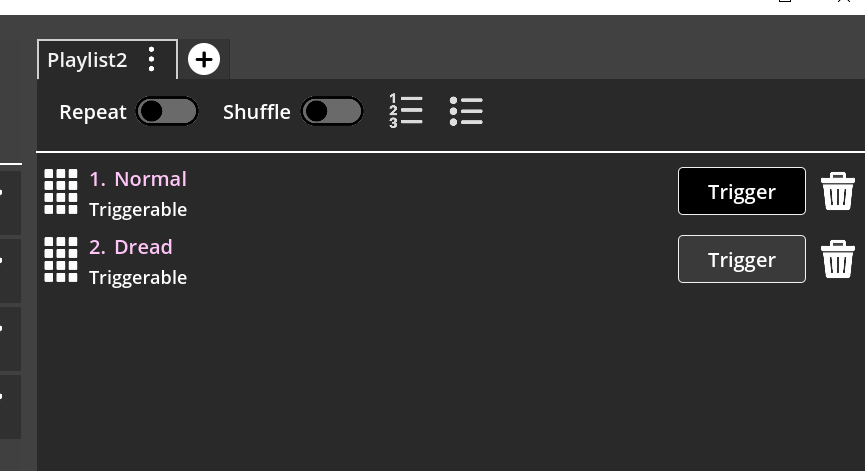 Playlist2
Repeat Shuffle
1. Normal
Triggerable
Trigger
2. Dread
Triggerable
Trigger